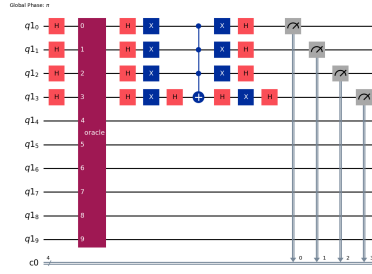 Global Phase: π
q1₀ H 0 H X X H
q1₁ H 1 H X X H
q1₂ H 2 H X X H
q1₃ H 3 H X H H X H
q1₄ 4
oracle
q1₅ 5
q1₆ 6
q1₇ 7
q1₈ 8
q1₉ 9
c0 4 0 1 2 3